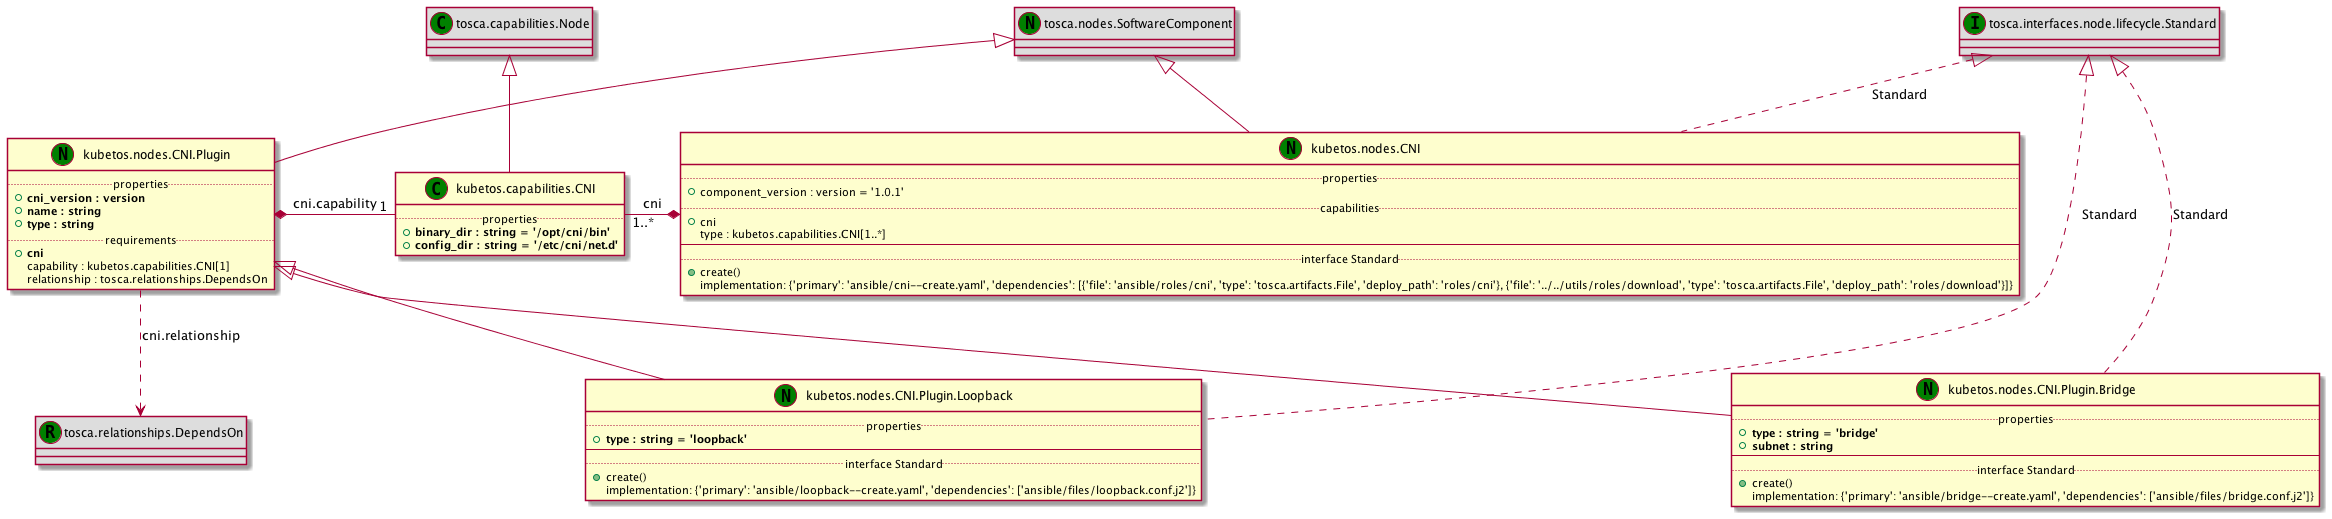 C tosca.capabilities.Node
N tosca.nodes.SoftwareComponent
I tosca.interfaces.node.lifecycle.Standard
Standard
N kubetos.nodes.CNI.Plugin
properties
cni_version : version
name : string
type : string
requirements
cni
capability : kubetos.capabilities.CNI[1]
relationship : tosca.relationships.DependsOn
cni.capability
1
C kubetos.capabilities.CNI
properties
binary_dir : string = '/opt/cni/bin'
config_dir : string = '/etc/cni/net.d'
cni
1..*
N kubetos.nodes.CNI
properties
component_version : version = '1.0.1'
capabilities
cni
type : kubetos.capabilities.CNI[1..*]
interface Standard
create()
implementation: {'primary': 'ansible/cni--create.yaml', 'dependencies': [{'file': 'ansible/roles/cni', 'type': 'tosca.artifacts.File', 'deploy_path': 'roles/cni'}, {'file': '../../utils/roles/download', 'type': 'tosca.artifacts.File', 'deploy_path': 'roles/download'}]}
Standard
Standard
cni.relationship
R tosca.relationships.DependsOn
N kubetos.nodes.CNI.Plugin.Loopback
properties
type : string = 'loopback'
interface Standard
create()
implementation: {'primary': 'ansible/loopback--create.yaml', 'dependencies': ['ansible/files/loopback.conf.j2']}
N kubetos.nodes.CNI.Plugin.Bridge
properties
type : string = 'bridge'
subnet : string
interface Standard
create()
implementation: {'primary': 'ansible/bridge--create.yaml', 'dependencies': ['ansible/files/bridge.conf.j2']}